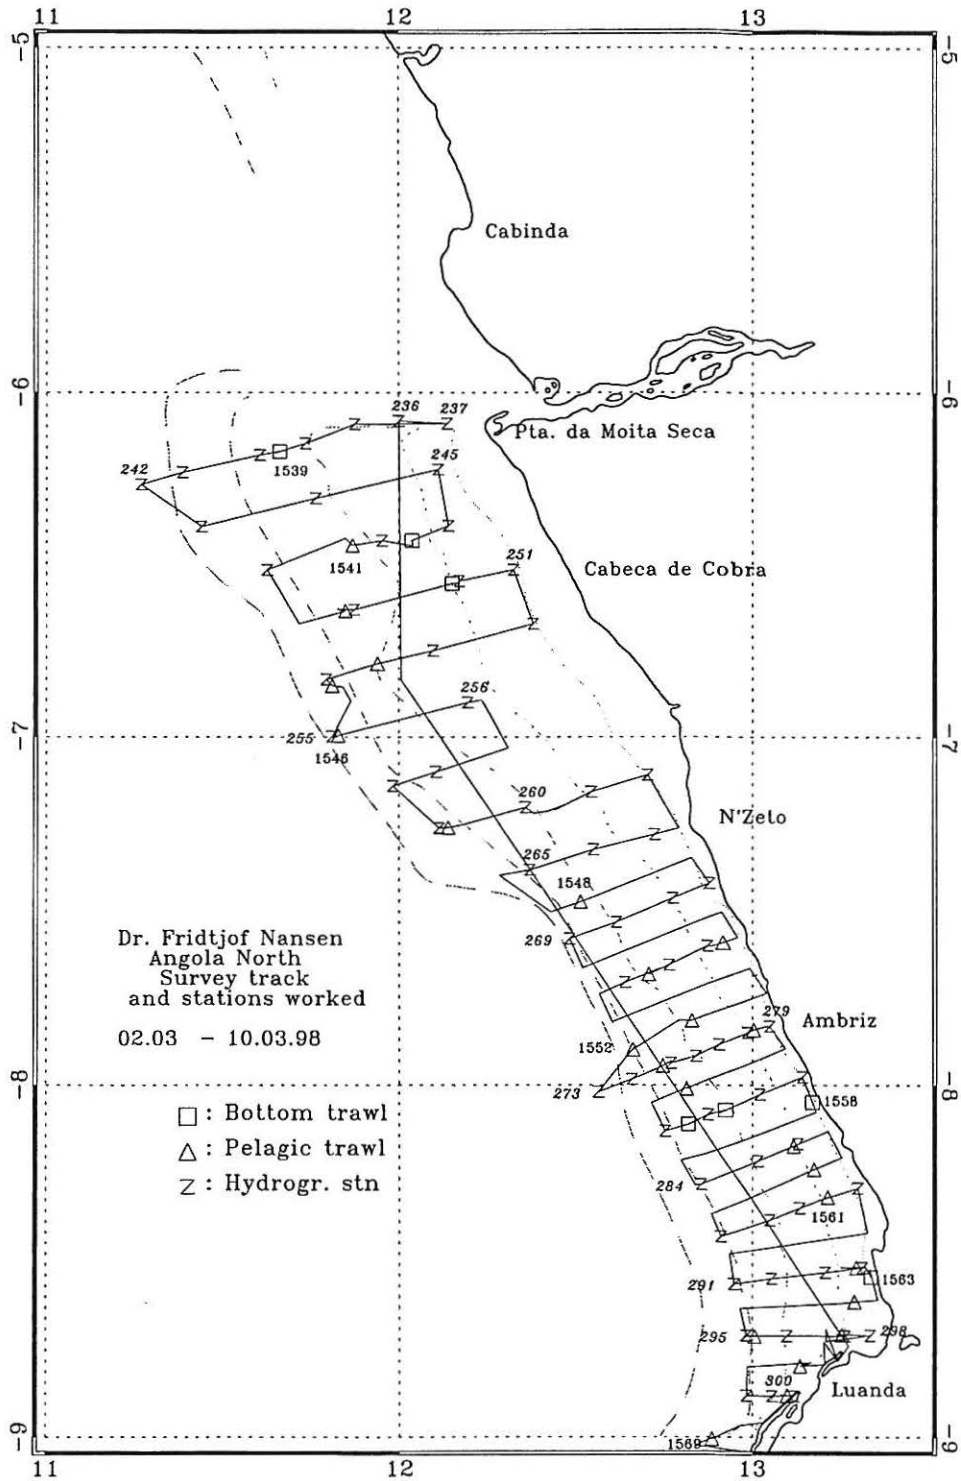 11 12 13
-5 -5
Cabinda
-6 -6
236 237
Pta. da Moita Seca
242 1539 245
1541 251
Cabeca de Cobra
256
-7 255 -7
1546
260
N'Zeto
265
1548
269
Dr. Fridtjof Nansen
Angola North
Survey track
and stations worked
02.03 - 10.03.98
279
Ambriz
1552
-8 273 -8
□ : Bottom trawl
1558
△ : Pelagic trawl
Z : Hydrogr. stn
284
1561
291 1563
295 298
300
Luanda
-9 1569 -9
11 12 13